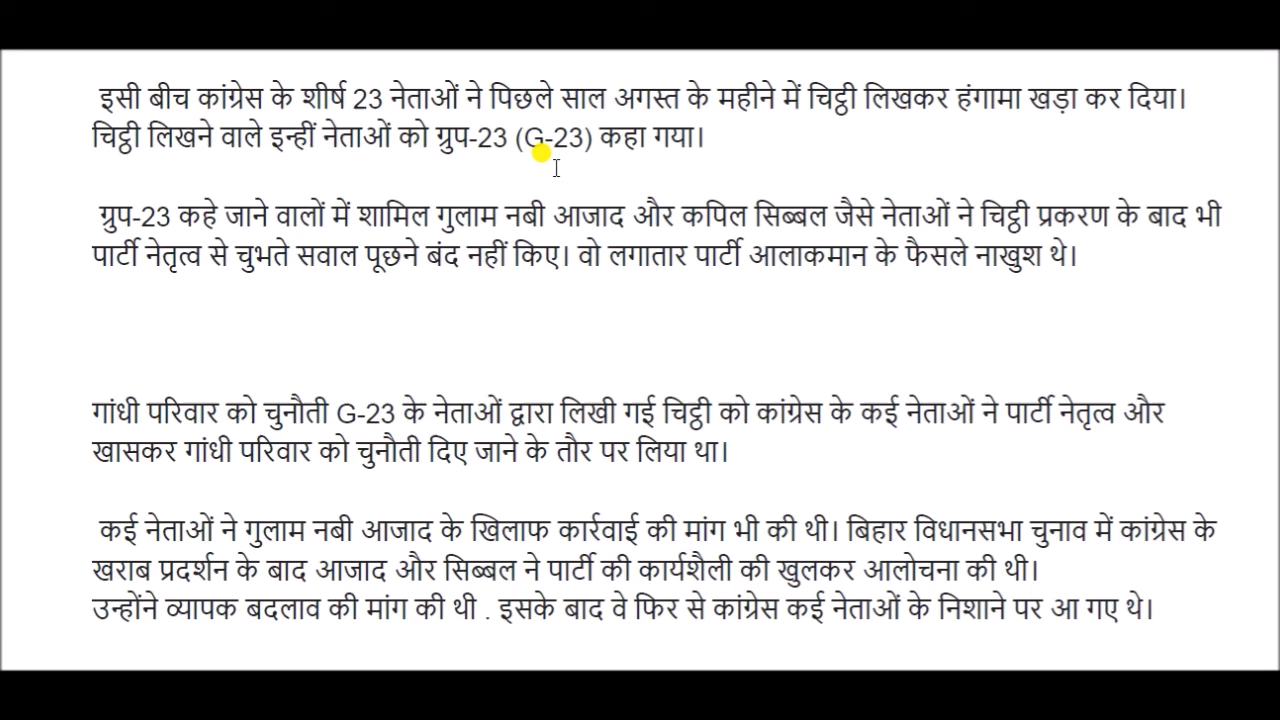 इसी बीच कांग्रेस के शीर्ष 23 नेताओं ने पिछले साल अगस्त के महीने में चिट्ठी लिखकर हंगामा खड़ा कर दिया।
चिट्ठी लिखने वाले इन्हीं नेताओं को ग्रुप-23 (G-23) कहा गया।
ग्रुप-23 कहे जाने वालों में शामिल गुलाम नबी आजाद और कपिल सिब्बल जैसे नेताओं ने चिट्ठी प्रकरण के बाद भी
पार्टी नेतृत्व से चुभते सवाल पूछने बंद नहीं किए। वो लगातार पार्टी आलाकमान के फैसले नाखुश थे।
गांधी परिवार को चुनौती G-23 के नेताओं द्वारा लिखी गई चिट्ठी को कांग्रेस के कई नेताओं ने पार्टी नेतृत्व और
खासकर गांधी परिवार को चुनौती दिए जाने के तौर पर लिया था।
कई नेताओं ने गुलाम नबी आजाद के खिलाफ कार्रवाई की मांग भी की थी। बिहार विधानसभा चुनाव में कांग्रेस के
खराब प्रदर्शन के बाद आजाद और सिब्बल ने पार्टी की कार्यशैली की खुलकर आलोचना की थी।
उन्होंने व्यापक बदलाव की मांग की थी . इसके बाद वे फिर से कांग्रेस कई नेताओं के निशाने पर आ गए थे।